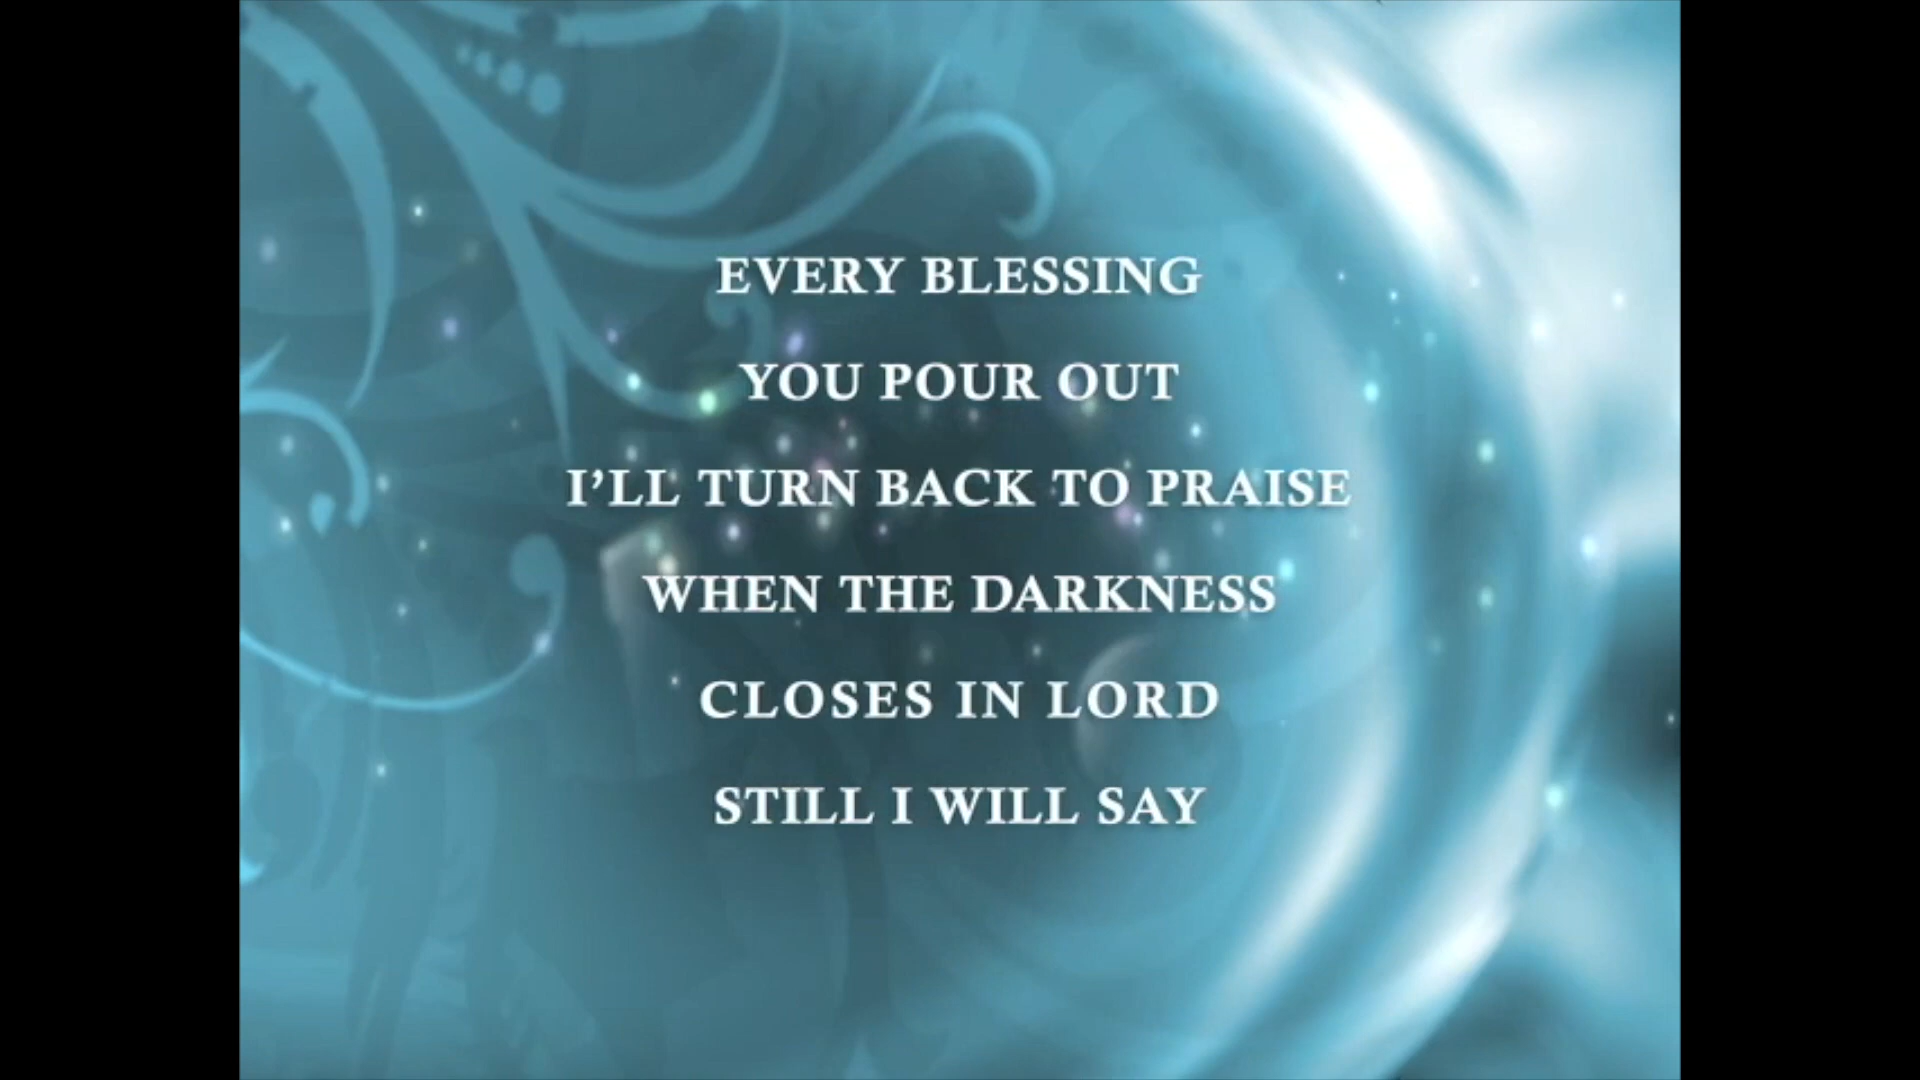 EVERY BLESSING
YOU POUR OUT
I’LL TURN BACK TO PRAISE
WHEN THE DARKNESS
CLOSES IN LORD
STILL I WILL SAY